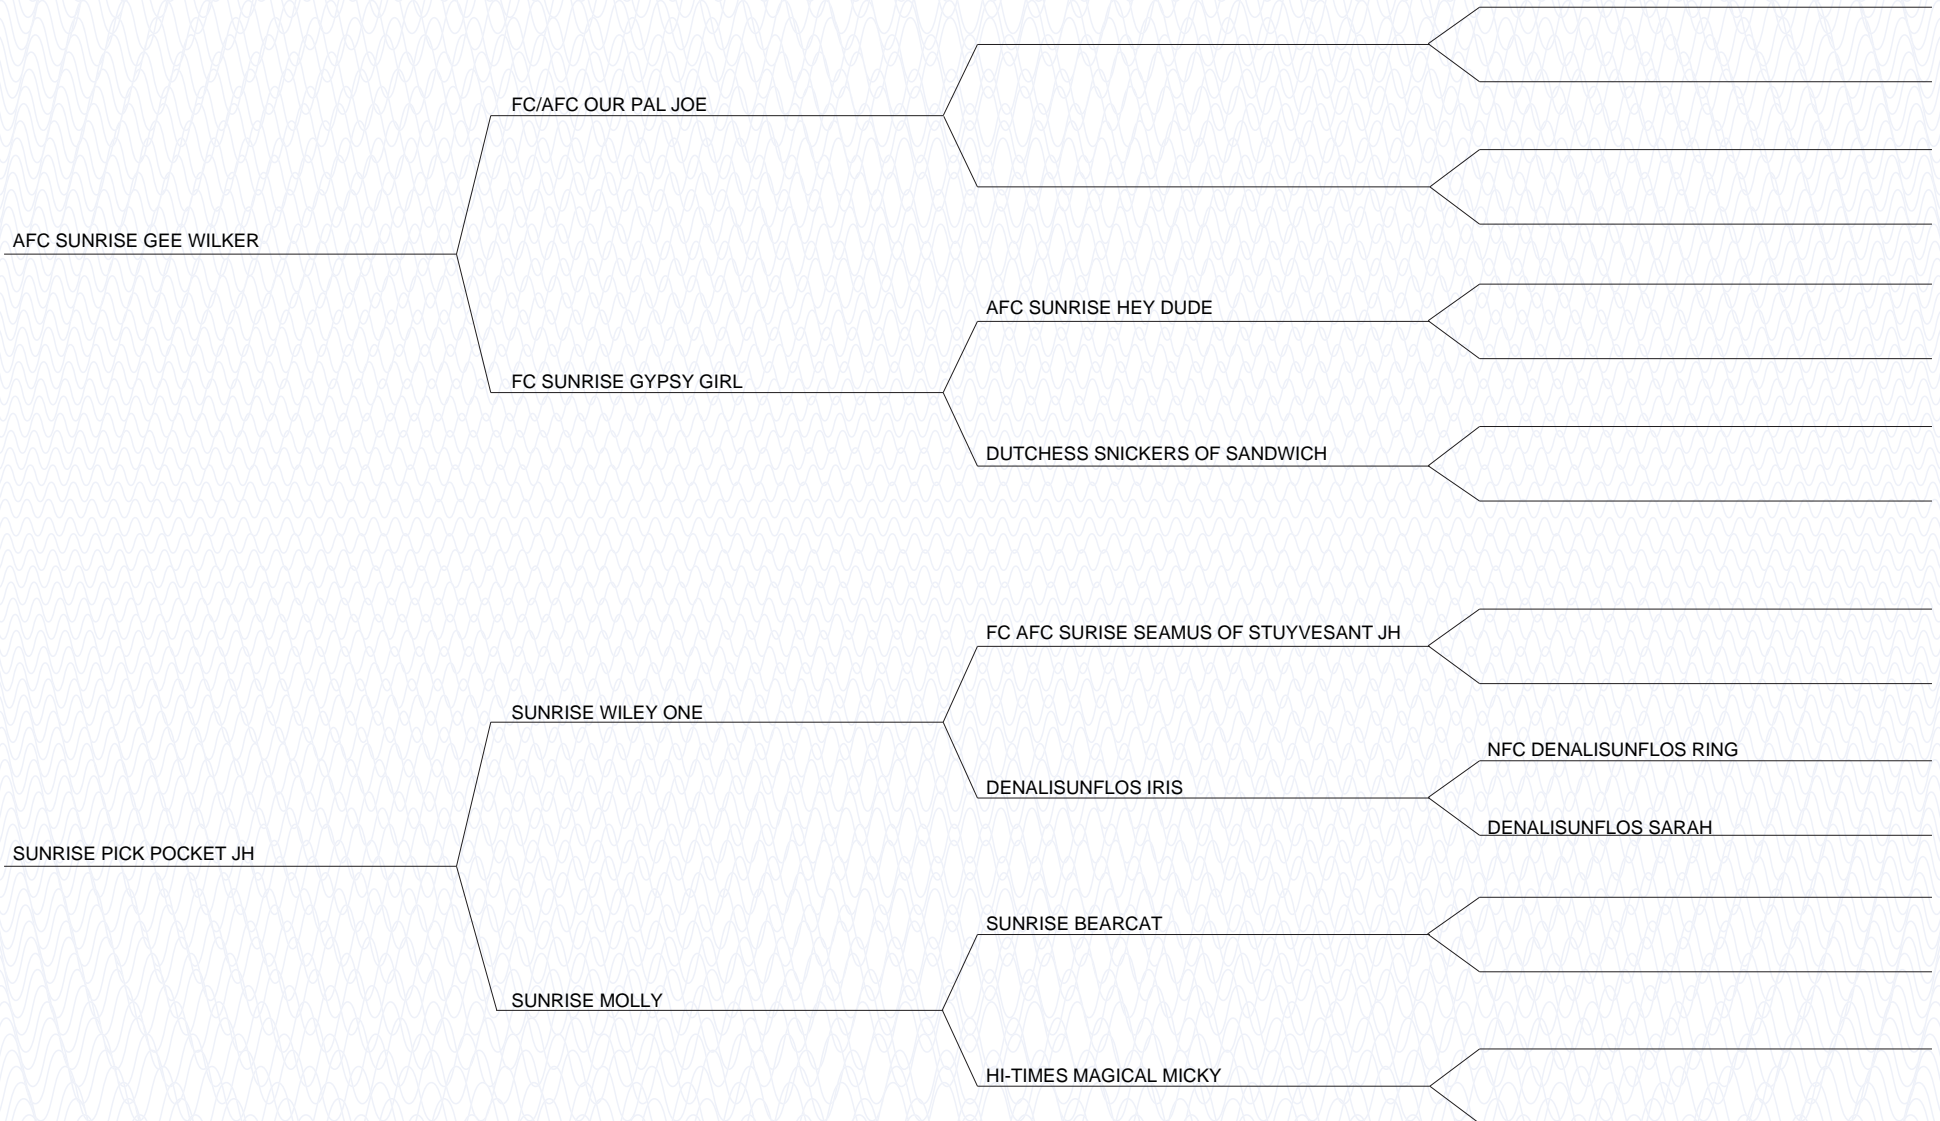 FC/AFC OUR PAL JOE
AFC SUNRISE GEE WILKER
AFC SUNRISE HEY DUDE
FC SUNRISE GYPSY GIRL
DUTCHESS SNICKERS OF SANDWICH
FC AFC SURISE SEAMUS OF STUYVESANT JH
SUNRISE WILEY ONE
NFC DENALISUNFLOS RING
DENALISUNFLOS IRIS
DENALISUNFLOS SARAH
SUNRISE PICK POCKET JH
SUNRISE BEARCAT
SUNRISE MOLLY
HI-TIMES MAGICAL MICKY